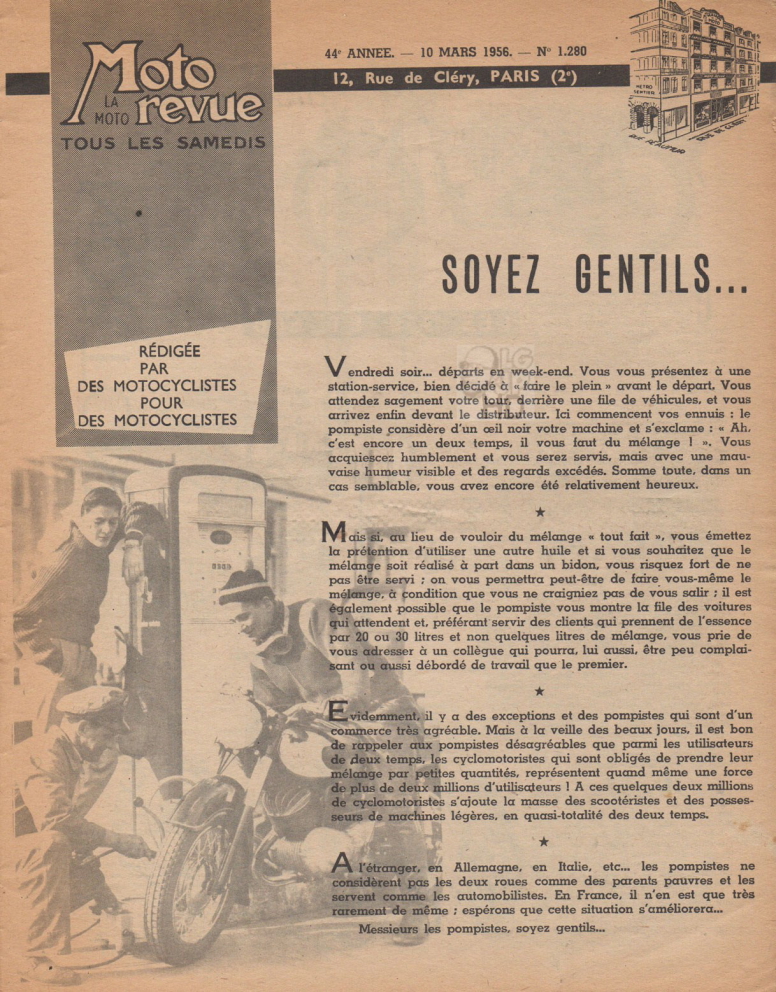 Moto
LA
MOTO
revue
TOUS LES SAMEDIS
44e ANNEE. — 10 MARS 1956. — No 1.280
12, Rue de Cléry, PARIS (2e)
METRO
SENTIER
RUE REAUMUR
RUE DE CLERY
RÉDIGÉE
PAR
DES MOTOCYCLISTES
POUR
DES MOTOCYCLISTES
SOYEZ GENTILS...
Vendredi soir... départs en week-end. Vous vous présentez à une
station-service, bien décidé à « faire le plein » avant le départ. Vous
attendez sagement votre tour, derrière une file de véhicules, et vous
arrivez enfin devant le distributeur. Ici commencent vos ennuis : le
pompiste considère d'un œil noir votre machine et s'exclame : « Ah,
c'est encore un deux temps, il vous faut du mélange ! ». Vous
acquiescez humblement et vous serez servis, mais avec une mau-
vaise humeur visible et des regards excédés. Somme toute, dans un
cas semblable, vous avez encore été relativement heureux.
★
Mais si, au lieu de vouloir du mélange « tout fait », vous émettez
la prétention d'utiliser une autre huile et si vous souhaitez que le
mélange soit réalisé à part dans un bidon, vous risquez fort de ne
pas être servi ; on vous permettra peut-être de faire vous-même le
mélange, à condition que vous ne craigniez pas de vous salir ; il est
également possible que le pompiste vous montre la file des voitures
qui attendent et, préférant servir des clients qui prennent de l'essence
par 20 ou 30 litres et non quelques litres de mélange, vous prie de
vous adresser à un collègue qui pourra, lui aussi, être peu complai-
sant ou aussi débordé de travail que le premier.
★
Evidemment, il y a des exceptions et des pompistes qui sont d'un
commerce très agréable. Mais à la veille des beaux jours, il est bon
de rappeler aux pompistes désagréables que parmi les utilisateurs
de deux temps, les cyclomotoristes qui sont obligés de prendre leur
mélange par petites quantités, représentent quand même une force
de plus de deux millions d'utilisateurs ! A ces quelques deux millions
de cyclomotoristes s'ajoute la masse des scootéristes et des posses-
seurs de machines légères, en quasi-totalité des deux temps.
★
A l'étranger, en Allemagne, en Italie, etc... les pompistes ne
considèrent pas les deux roues comme des parents pauvres et les
servent comme les automobilistes. En France, il n'en est que très
rarement de même ; espérons que cette situation s'améliorera...
Messieurs les pompistes, soyez gentils...